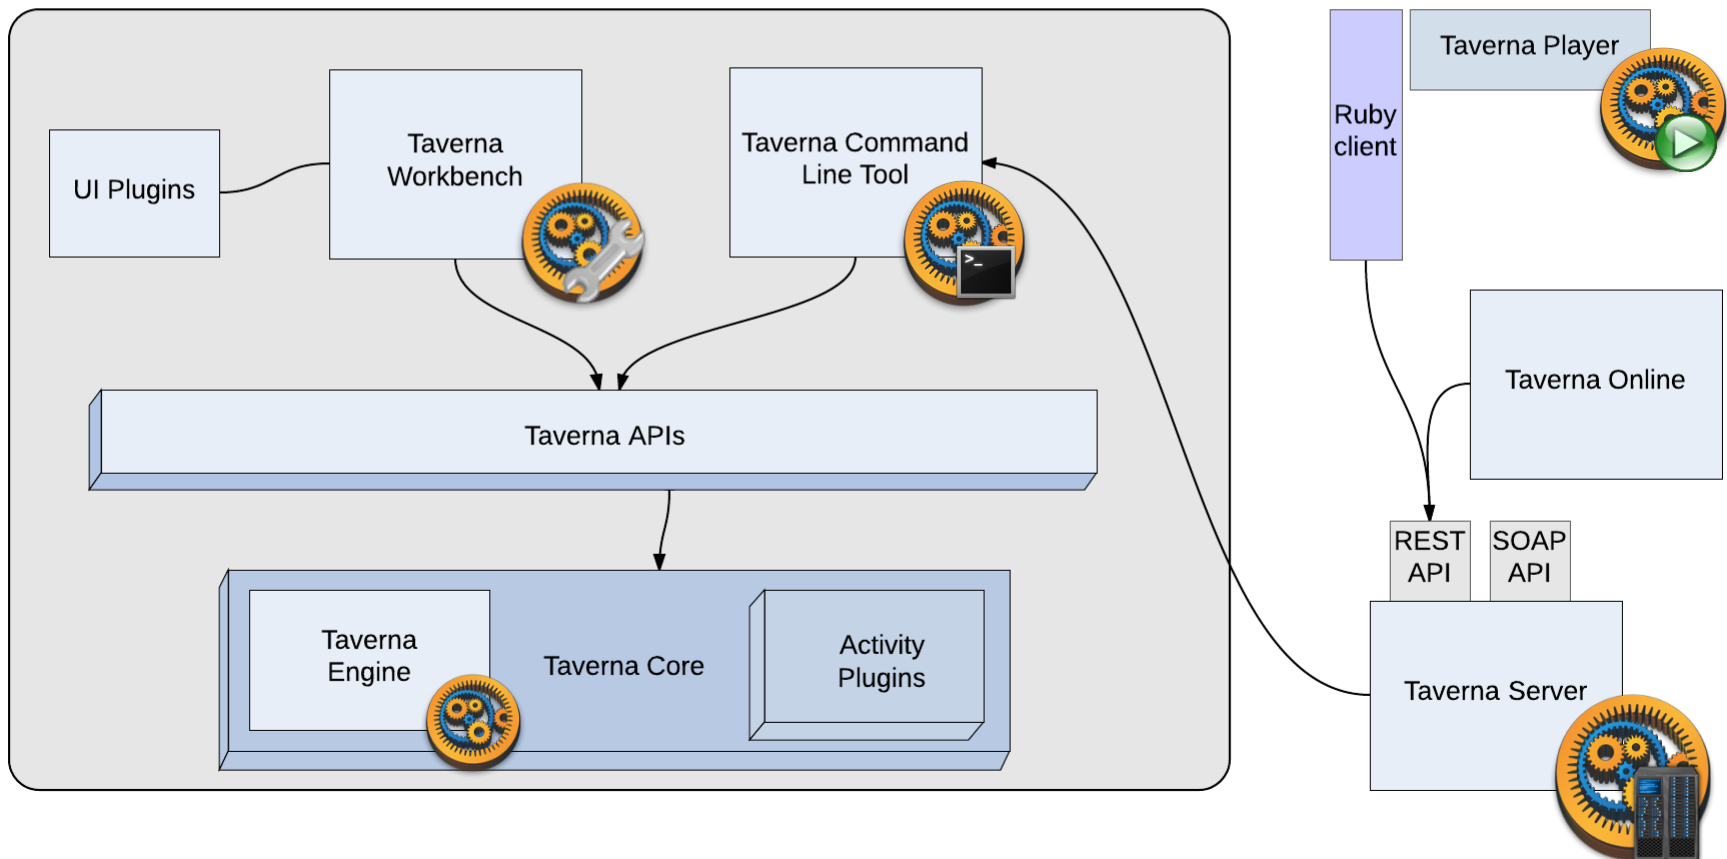 UI Plugins
Taverna
Workbench
Taverna Command
Line Tool
>_
Taverna APIs
Taverna
Engine
Taverna Core
Activity
Plugins
Ruby
client
Taverna Player
Taverna Online
REST
API
SOAP
API
Taverna Server